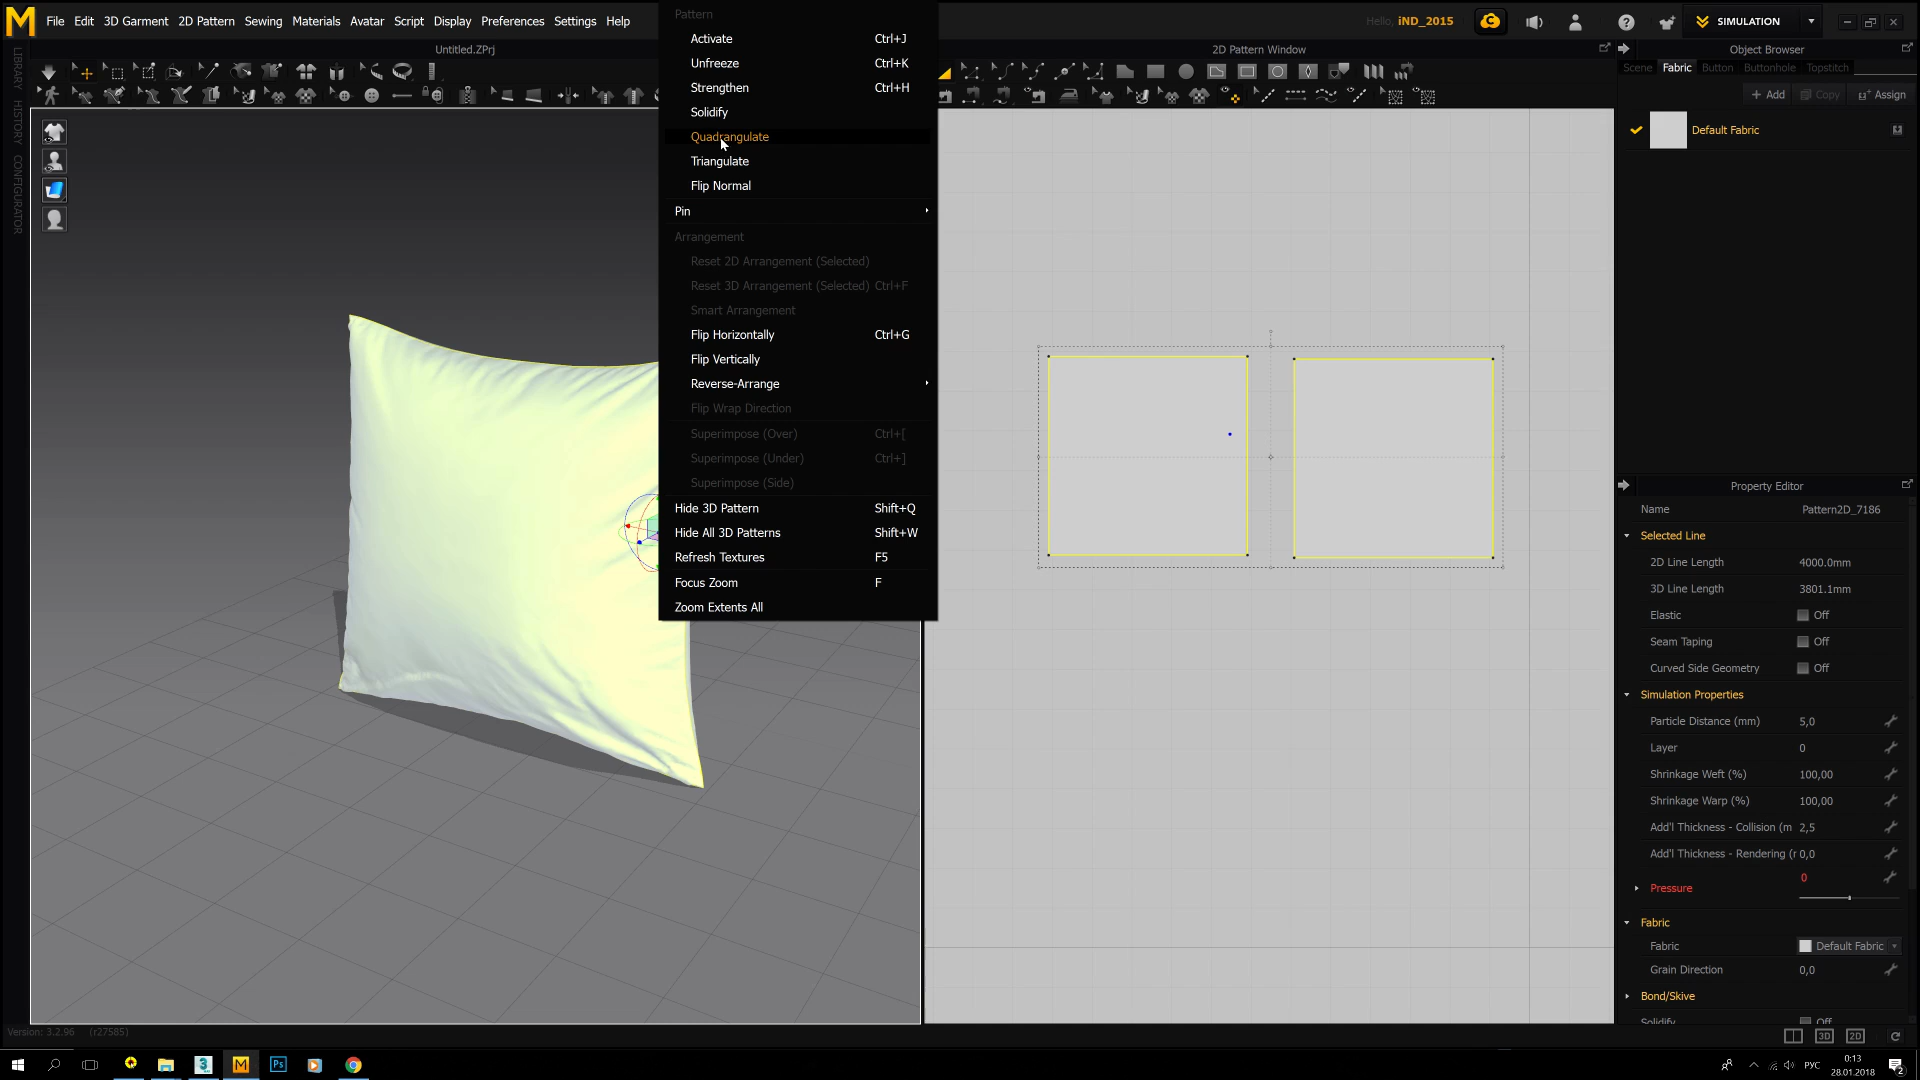 M File Edit 3D Garment 2D Pattern Sewing Materials Avatar Script Display Preferences Settings Help
Hello, iND_2015
SIMULATION
Untitled.ZPrj
2D Pattern Window
Object Browser
Scene Fabric Button Buttonhole Topstitch
Add Copy Assign
Default Fabric
LIBRARY
HISTORY
CONFIGURATOR
Pattern
Activate Ctrl+J
Unfreeze Ctrl+K
Strengthen Ctrl+H
Solidify
Quadrangulate
Triangulate
Flip Normal
Pin
Arrangement
Reset 2D Arrangement (Selected)
Reset 3D Arrangement (Selected) Ctrl+F
Smart Arrangement
Flip Horizontally Ctrl+G
Flip Vertically
Reverse-Arrange
Flip Wrap Direction
Superimpose (Over) Ctrl+[
Superimpose (Under) Ctrl+]
Superimpose (Side)
Hide 3D Pattern Shift+Q
Hide All 3D Patterns Shift+W
Refresh Textures F5
Focus Zoom F
Zoom Extents All
Property Editor
Name Pattern2D_7186
Selected Line
2D Line Length 4000.0mm
3D Line Length 3801.1mm
Elastic Off
Seam Taping Off
Curved Side Geometry Off
Simulation Properties
Particle Distance (mm) 5,0
Layer 0
Shrinkage Weft (%) 100,00
Shrinkage Warp (%) 100,00
Add'l Thickness - Collision (m 2,5
Add'l Thickness - Rendering (r 0,0
Pressure 0
Fabric
Fabric Default Fabric
Grain Direction 0,0
Bond/Skive
Solidify Off
Version: 3.2.96 (r27585)
3D 2D
3 M Ps
РУС
0:13
28.01.2018
2